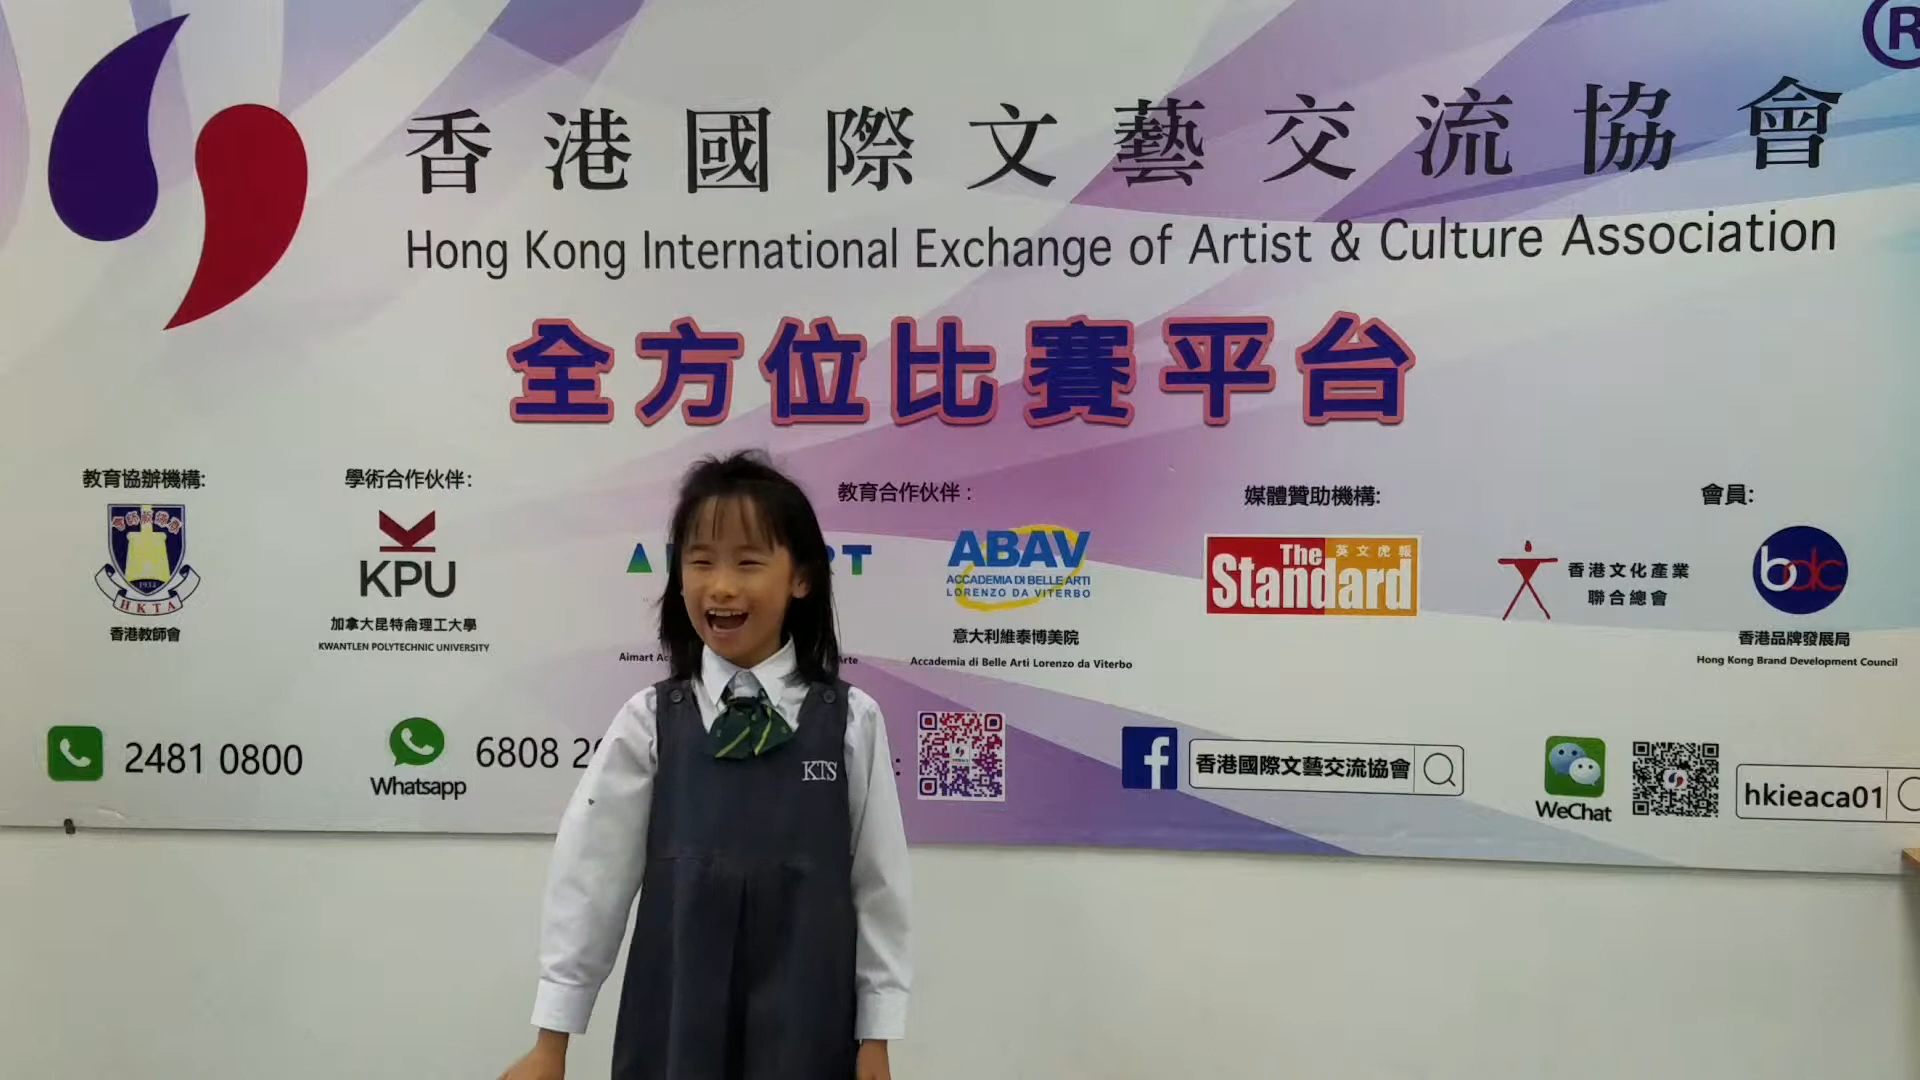 ®
香港國際文藝交流協會
Hong Kong International Exchange of Artist & Culture Association
全方位比賽平台
教育協辦機構:
1934
HKTA
香港教師會
學術合作伙伴:
KPU
加拿大昆特侖理工大學
KWANTLEN POLYTECHNIC UNIVERSITY
教育合作伙伴:
Aimart
ABAV
ACCADEMIA DI BELLE ARTI
LORENZO DA VITERBO
意大利維泰博美院
Accademia di Belle Arti Lorenzo da Viterbo
媒體贊助機構:
The 英文虎報
Standard
會員:
香港文化產業
聯合總會
bdc
香港品牌發展局
Hong Kong Brand Development Council
2481 0800
Whatsapp
6808
香港國際文藝交流協會
WeChat
hkieaca01
KTS